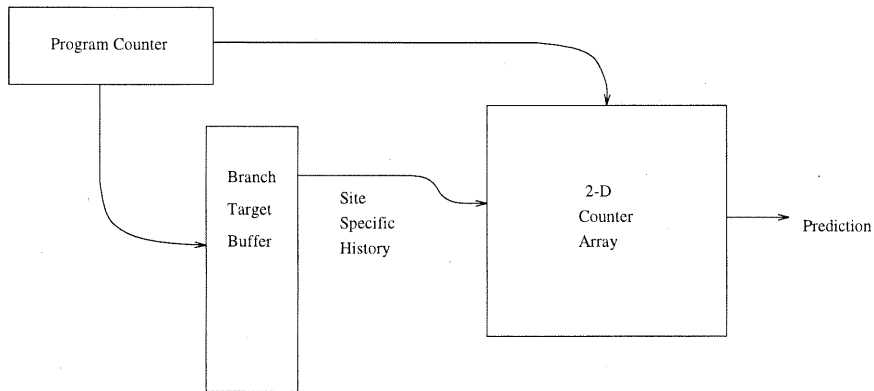 Program Counter
Branch
Target
Buffer
Site
Specific
History
2-D
Counter
Array
Prediction